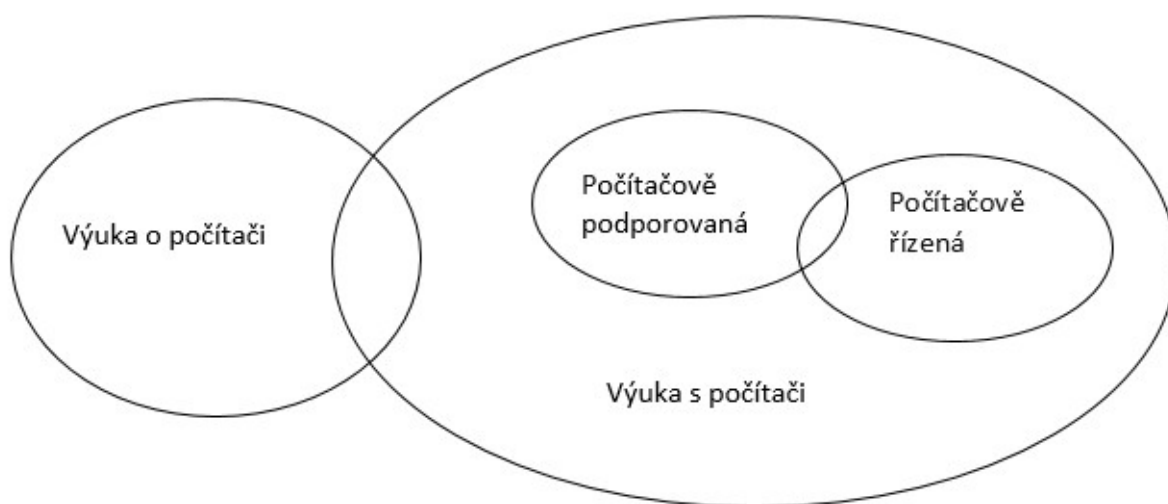 Výuka o počítači
Počítačově
podporovaná
Počítačově
řízená
Výuka s počítači